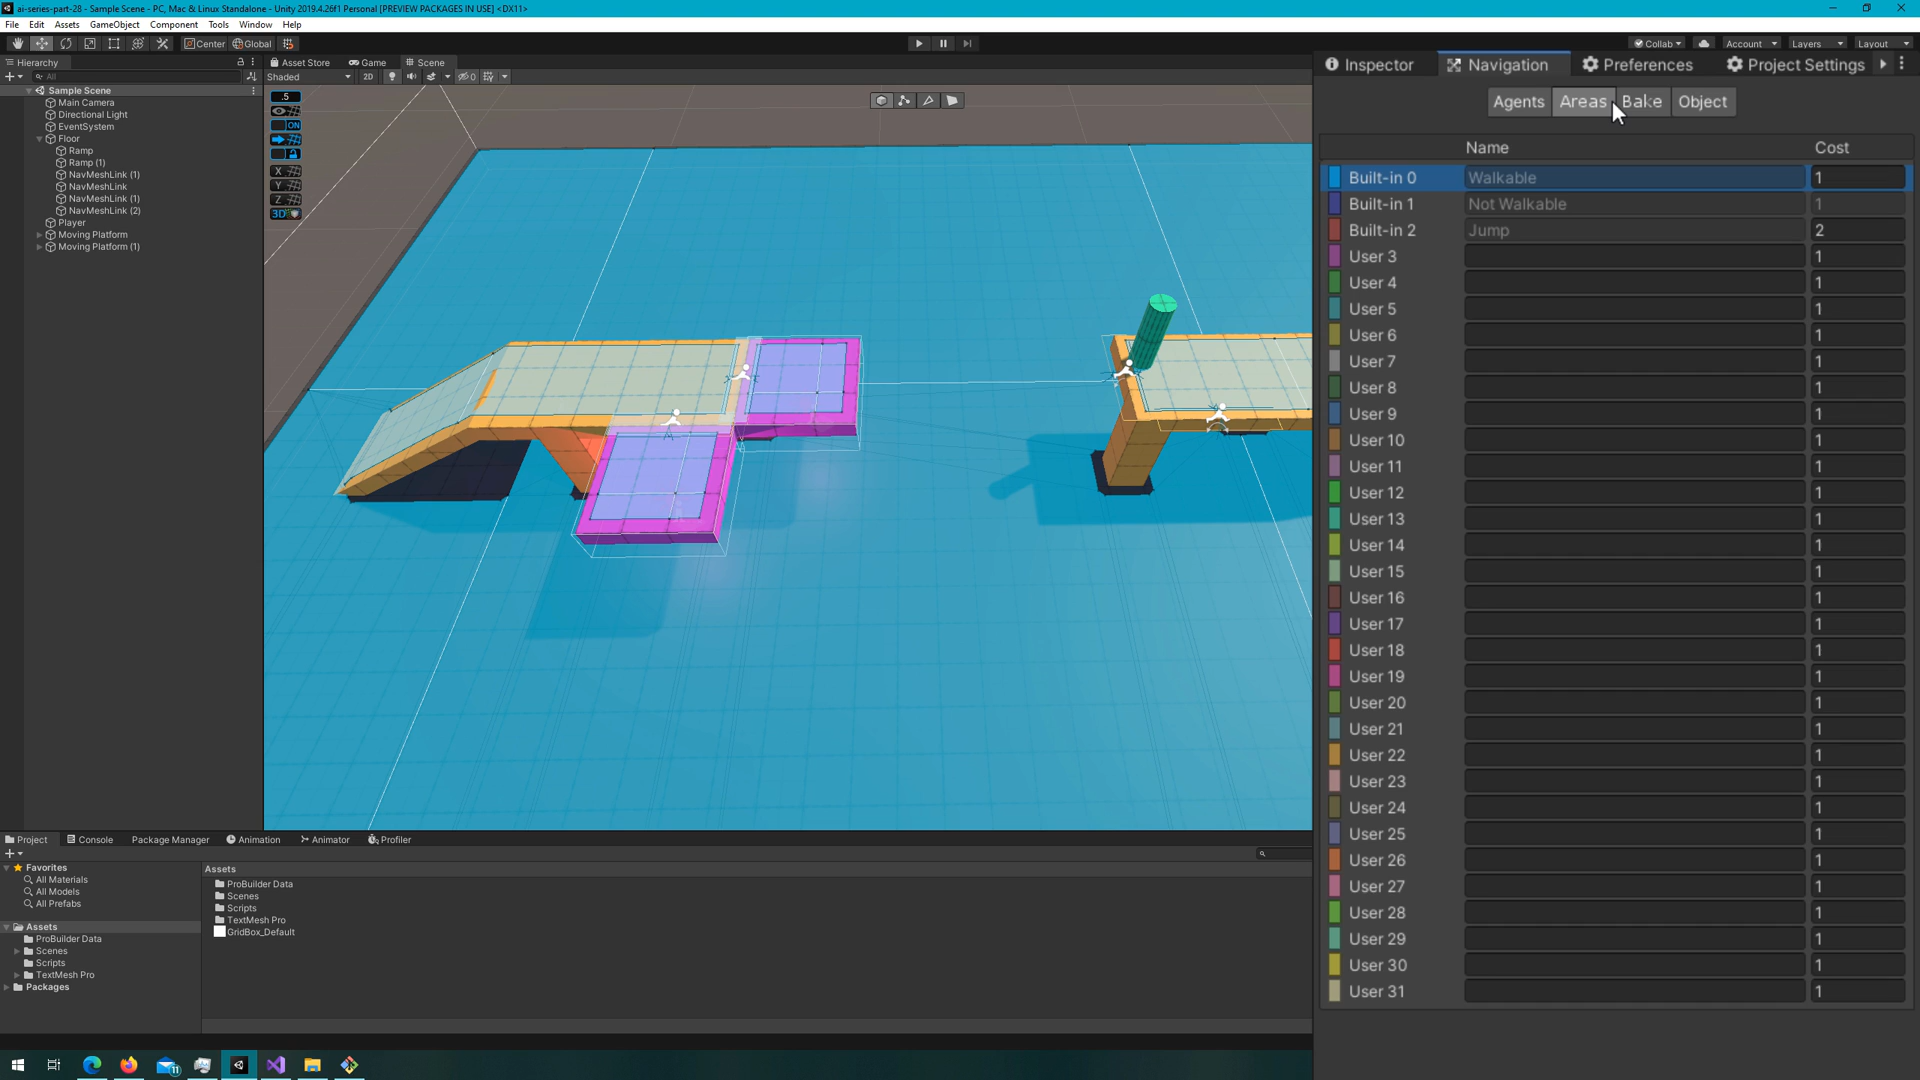 ai-series-part-28 - Sample Scene - PC, Mac & Linux Standalone - Unity 2019.4.26f1 Personal [PREVIEW PACKAGES IN USE] <DX11>
File Edit Assets GameObject Component Tools Window Help
Center Global Collab Account Layers Layout
Hierarchy
All
Sample Scene
Main Camera
Directional Light
EventSystem
Floor
Ramp
Ramp (1)
NavMeshLink (1)
NavMeshLink
NavMeshLink (1)
NavMeshLink (2)
Player
Moving Platform
Moving Platform (1)
Asset Store Game Scene
Shaded 2D 0
.5
ON
X
Y
Z
3D
Inspector Navigation Preferences Project Settings
Agents Areas Bake Object
Name Cost
Built-in 0 Walkable 1
Built-in 1 Not Walkable 1
Built-in 2 Jump 2
User 3 1
User 4 1
User 5 1
User 6 1
User 7 1
User 8 1
User 9 1
User 10 1
User 11 1
User 12 1
User 13 1
User 14 1
User 15 1
User 16 1
User 17 1
User 18 1
User 19 1
User 20 1
User 21 1
User 22 1
User 23 1
User 24 1
User 25 1
User 26 1
User 27 1
User 28 1
User 29 1
User 30 1
User 31 1
Project Console Package Manager Animation Animator Profiler
Favorites
All Materials
All Models
All Prefabs
Assets
ProBuilder Data
Scenes
Scripts
TextMesh Pro
Packages
Assets
ProBuilder Data
Scenes
Scripts
TextMesh Pro
GridBox_Default
11